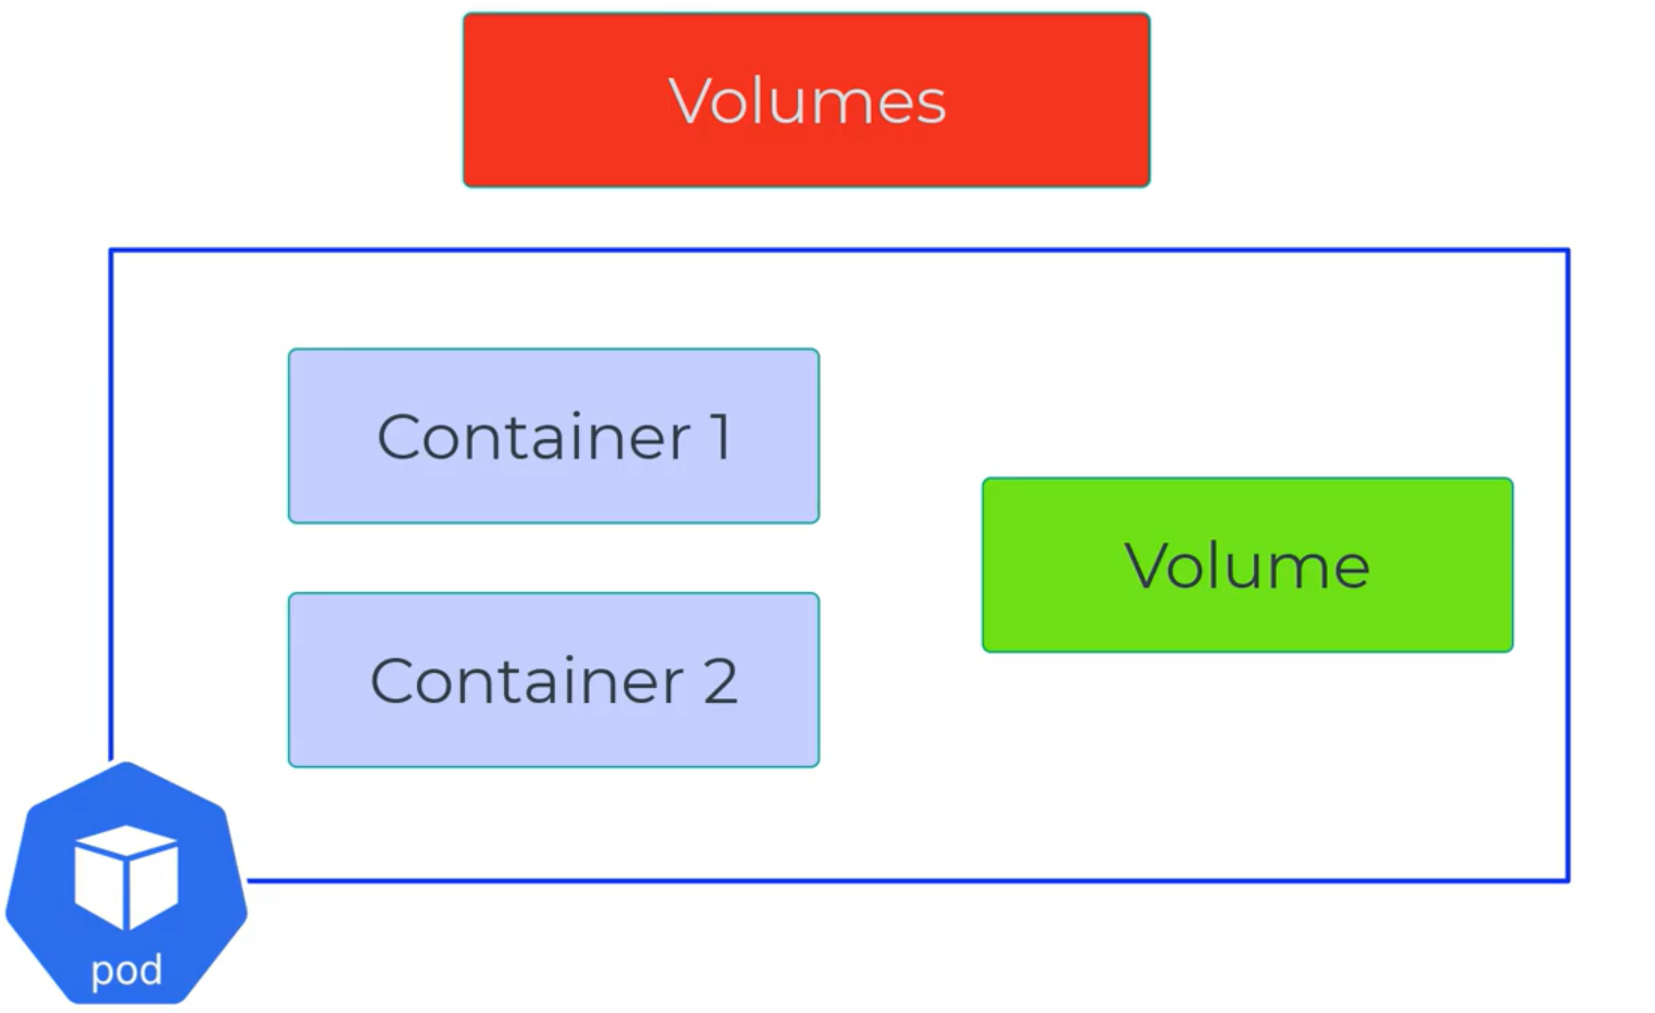 Volumes
Container 1
Volume
Container 2
pod